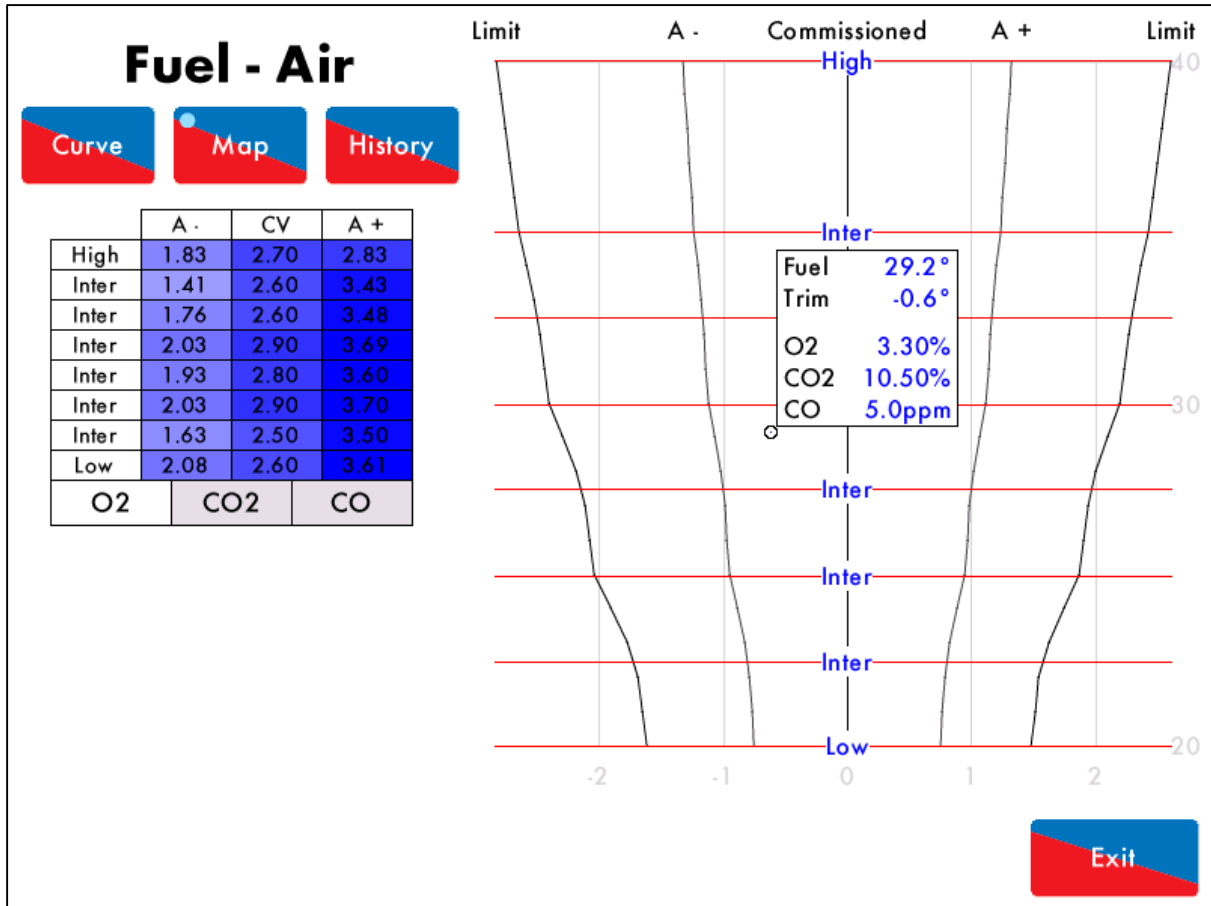 Fuel - Air
Curve
Map
History
A - CV A +
High 1.83 2.70 2.83
Inter 1.41 2.60 3.43
Inter 1.76 2.60 3.48
Inter 2.03 2.90 3.69
Inter 1.93 2.80 3.60
Inter 2.03 2.90 3.70
Inter 1.63 2.50 3.50
Low 2.08 2.60 3.61
O2 CO2 CO
Limit A - Commissioned A + Limit
High 40
Inter
Fuel 29.2°
Trim -0.6°
O2 3.30%
CO2 10.50%
CO 5.0ppm
30
Inter
Inter
Inter
Low 20
-2 -1 0 1 2
Exit